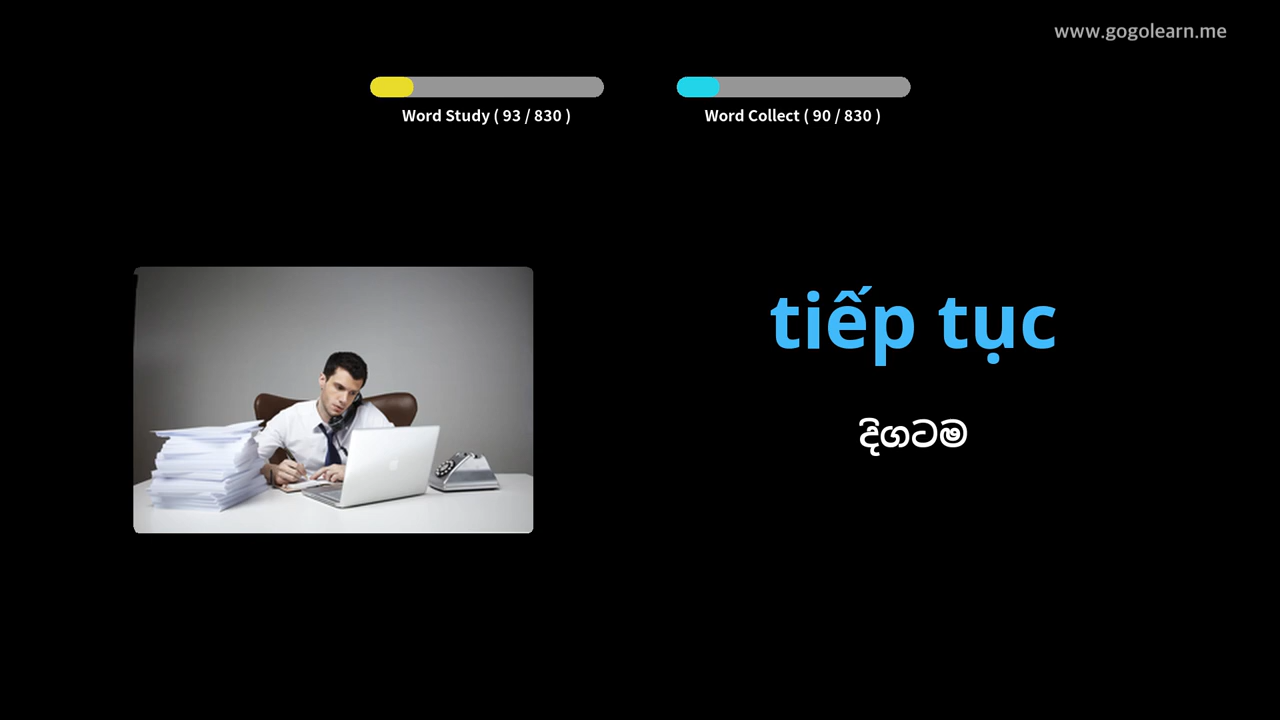 www.gogolearn.me
Word Study ( 93 / 830 )
Word Collect ( 90 / 830 )
tiếp tục
දිගටම